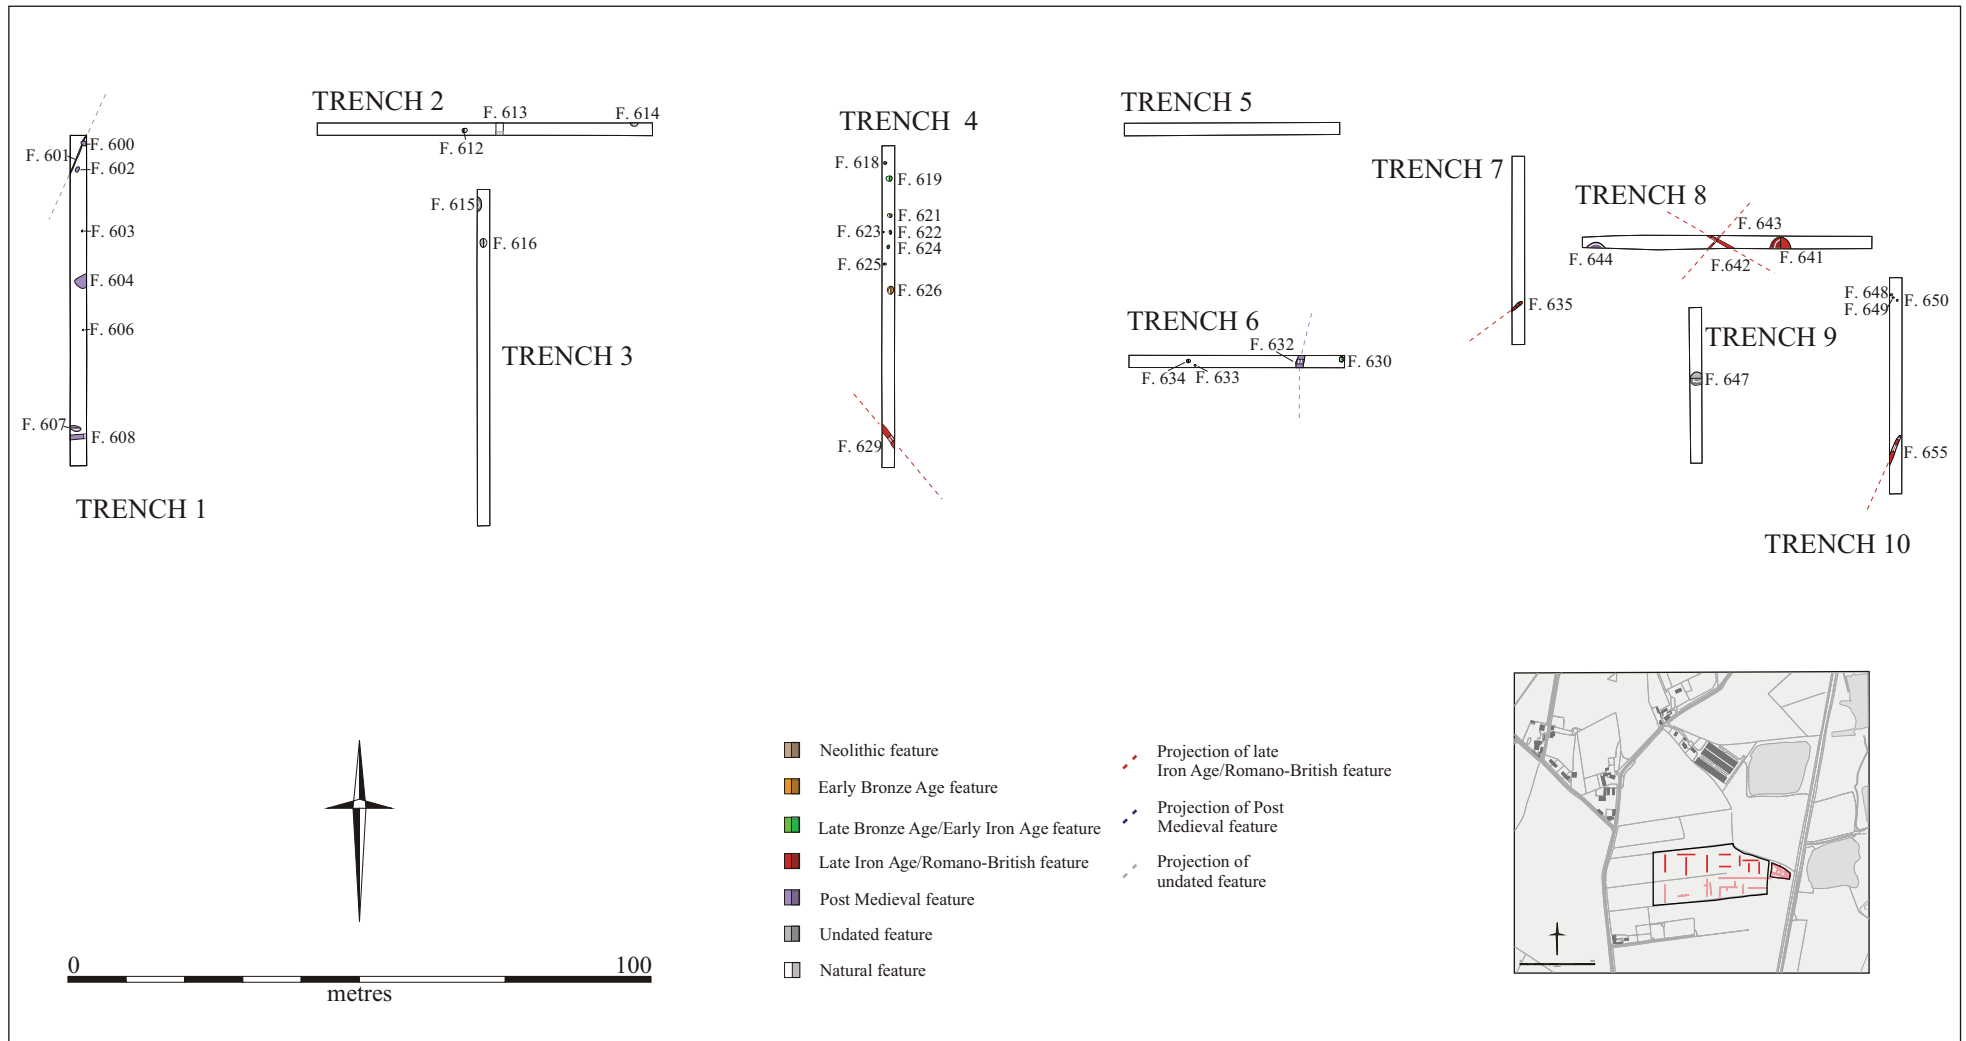 TRENCH 1
F. 600
F. 601
F. 602
F. 603
F. 604
F. 606
F. 607
F. 608
TRENCH 2
F. 612
F. 613
F. 614
TRENCH 3
F. 615
F. 616
TRENCH 4
F. 618
F. 619
F. 621
F. 622
F. 623
F. 624
F. 625
F. 626
F. 629
TRENCH 5
TRENCH 6
F. 632
F. 630
F. 634
F. 633
TRENCH 7
F. 635
TRENCH 8
F. 643
F. 644
F.642
F. 641
TRENCH 9
F. 647
F. 648
F. 649
F. 650
F. 655
TRENCH 10
0
100
metres
Neolithic feature
Early Bronze Age feature
Late Bronze Age/Early Iron Age feature
Late Iron Age/Romano-British feature
Post Medieval feature
Undated feature
Natural feature
Projection of late
Iron Age/Romano-British feature
Projection of Post
Medieval feature
Projection of
undated feature